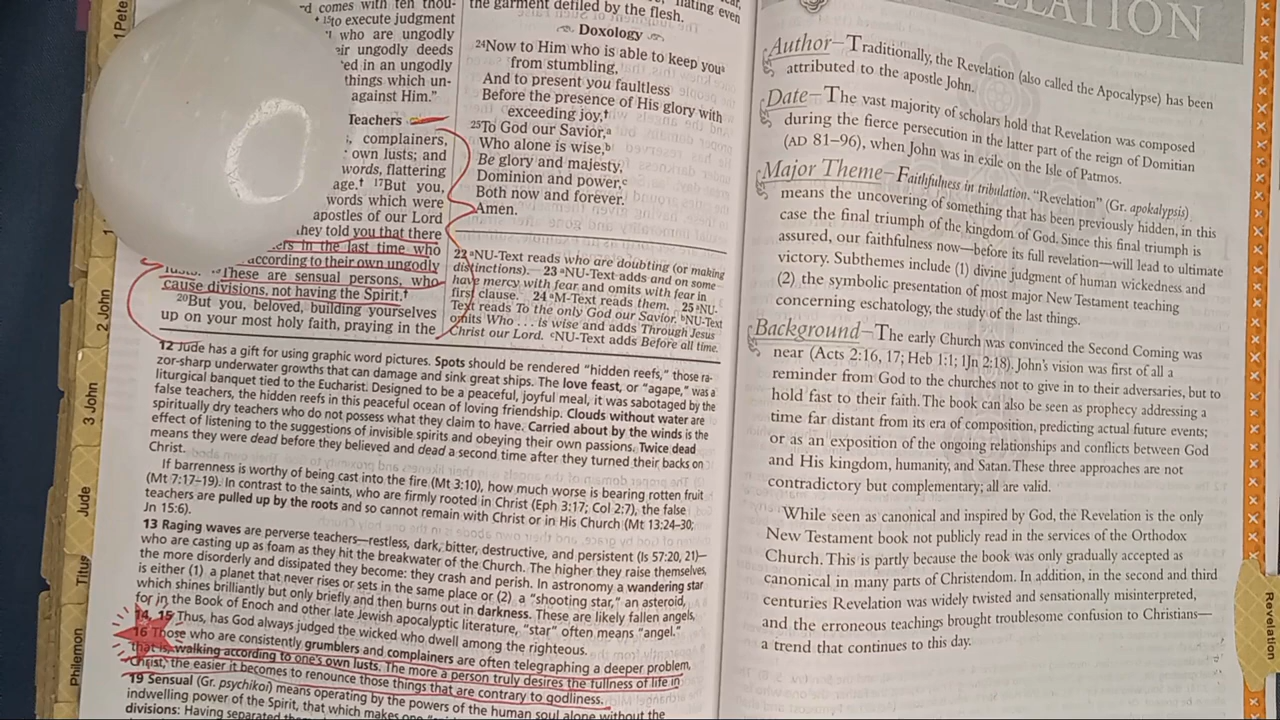 1 Pete
1
2 John
3 John
Jude
Titus
Philemon
d comes with ten thou-
15to execute judgment
who are ungodly
eir ungodly deeds
ed in an ungodly
things which un-
against Him.”
Teachers
, complainers,
own lusts; and
words, flattering
age.† 17But you,
words which were
apostles of our Lord
hey told you that there
ers in the last time who
according to their own ungodly
lusts. These are sensual persons, who
cause divisions, not having the Spirit.†
20But you, beloved, building yourselves
up on your most holy faith, praying in the
hating even
the garment defiled by the flesh.
Doxology
24Now to Him who is able to keep youa
from stumbling,
And to present you faultless
Before the presence of His glory with
exceeding joy,†
25To God our Savior,a
Who alone is wise,b
Be glory and majesty,
Dominion and power,c
Both now and forever.
Amen.
22 aNU-Text reads who are doubting (or making
distinctions). 23 aNU-Text adds and on some
have mercy with fear and omits with fear in
first clause. 24 aM-Text reads them. 25 aNU-
Text reads To the only God our Savior. bNU-Text
omits Who . . . is wise and adds Through Jesus
Christ our Lord. cNU-Text adds Before all time.
12 Jude has a gift for using graphic word pictures. Spots should be rendered “hidden reefs,” those ra-
zor-sharp underwater growths that can damage and sink great ships. The love feast, or “agape,” was a
liturgical banquet tied to the Eucharist. Designed to be a peaceful, joyful meal, it was sabotaged by the
false teachers, the hidden reefs in this peaceful ocean of loving friendship. Clouds without water are
spiritually dry teachers who do not possess what they claim to have. Carried about by the winds is the
effect of listening to the suggestions of invisible spirits and obeying their own passions. Twice dead
means they were dead before they believed and dead a second time after they turned their backs on
Christ.
If barrenness is worthy of being cast into the fire (Mt 3:10), how much worse is bearing rotten fruit
(Mt 7:17–19). In contrast to the saints, who are firmly rooted in Christ (Eph 3:17; Col 2:7), the false
teachers are pulled up by the roots and so cannot remain with Christ or in His Church (Mt 13:24–30;
Jn 15:6).
13 Raging waves are perverse teachers—restless, dark, bitter, destructive, and persistent (Is 57:20, 21)—
who are casting up as foam as they hit the breakwater of the Church. The higher they raise themselves,
the more disorderly and dissipated they become: they crash and perish. In astronomy a wandering star
is either (1) a planet that never rises or sets in the same place or (2) a “shooting star,” an asteroid,
which shines brilliantly but only briefly and then burns out in darkness. These are likely fallen angels,
for in the Book of Enoch and other late Jewish apocalyptic literature, “star” often means “angel.”
14, 15 Thus, has God always judged the wicked who dwell among the righteous.
16 Those who are consistently grumblers and complainers are often telegraphing a deeper problem,
that is, walking according to one’s own lusts. The more a person truly desires the fullness of life in
Christ, the easier it becomes to renounce those things that are contrary to godliness.
19 Sensual (Gr. psychikoi) means operating by the powers of the human soul alone without the
indwelling power of the Spirit, that which makes one
divisions: Having separated
ELATION
Author—Traditionally, the Revelation (also called the Apocalypse) has been
attributed to the apostle John.
Date—The vast majority of scholars hold that Revelation was composed
during the fierce persecution in the latter part of the reign of Domitian
(AD 81–96), when John was in exile on the Isle of Patmos.
Major Theme—Faithfulness in tribulation. “Revelation” (Gr. apokalypsi)
means the uncovering of something that has been previously hidden, in this
case the final triumph of the kingdom of God. Since this final triumph is
assured, our faithfulness now—before its full revelation—will lead to ultimate
victory. Subthemes include (1) divine judgment of human wickedness and
(2) the symbolic presentation of most major New Testament teaching
concerning eschatology, the study of the last things.
Background—The early Church was convinced the Second Coming was
near (Acts 2:16, 17; Heb 1:1; 1Jn 2:18). John’s vision was first of all a
reminder from God to the churches not to give in to their adversaries, but to
hold fast to their faith. The book can also be seen as prophecy addressing a
time far distant from its era of composition, predicting actual future events;
or as an exposition of the ongoing relationships and conflicts between God
and His kingdom, humanity, and Satan. These three approaches are not
contradictory but complementary; all are valid.
While seen as canonical and inspired by God, the Revelation is the only
New Testament book not publicly read in the services of the Orthodox
Church. This is partly because the book was only gradually accepted as
canonical in many parts of Christendom. In addition, in the second and third
centuries Revelation was widely twisted and sensationally misinterpreted,
and the erroneous teachings brought troublesome confusion to Christians—
a trend that continues to this day.
Revelation